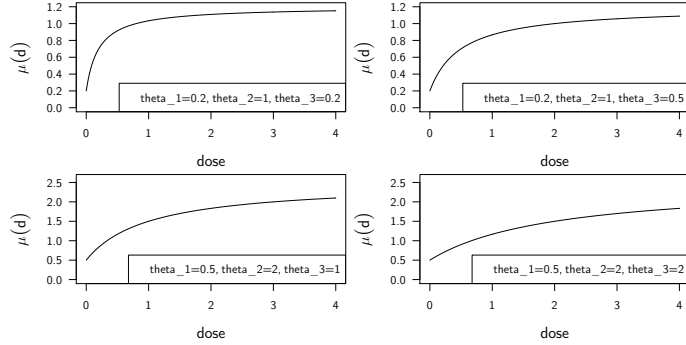 1.2
1.0
0.8
0.6
0.4
0.2
0.0
μ(d)
theta_1=0.2, theta_2=1, theta_3=0.2
0 1 2 3 4
dose
1.2
1.0
0.8
0.6
0.4
0.2
0.0
μ(d)
theta_1=0.2, theta_2=1, theta_3=0.5
0 1 2 3 4
dose
2.5
2.0
1.5
1.0
0.5
0.0
μ(d)
theta_1=0.5, theta_2=2, theta_3=1
0 1 2 3 4
dose
2.5
2.0
1.5
1.0
0.5
0.0
μ(d)
theta_1=0.5, theta_2=2, theta_3=2
0 1 2 3 4
dose